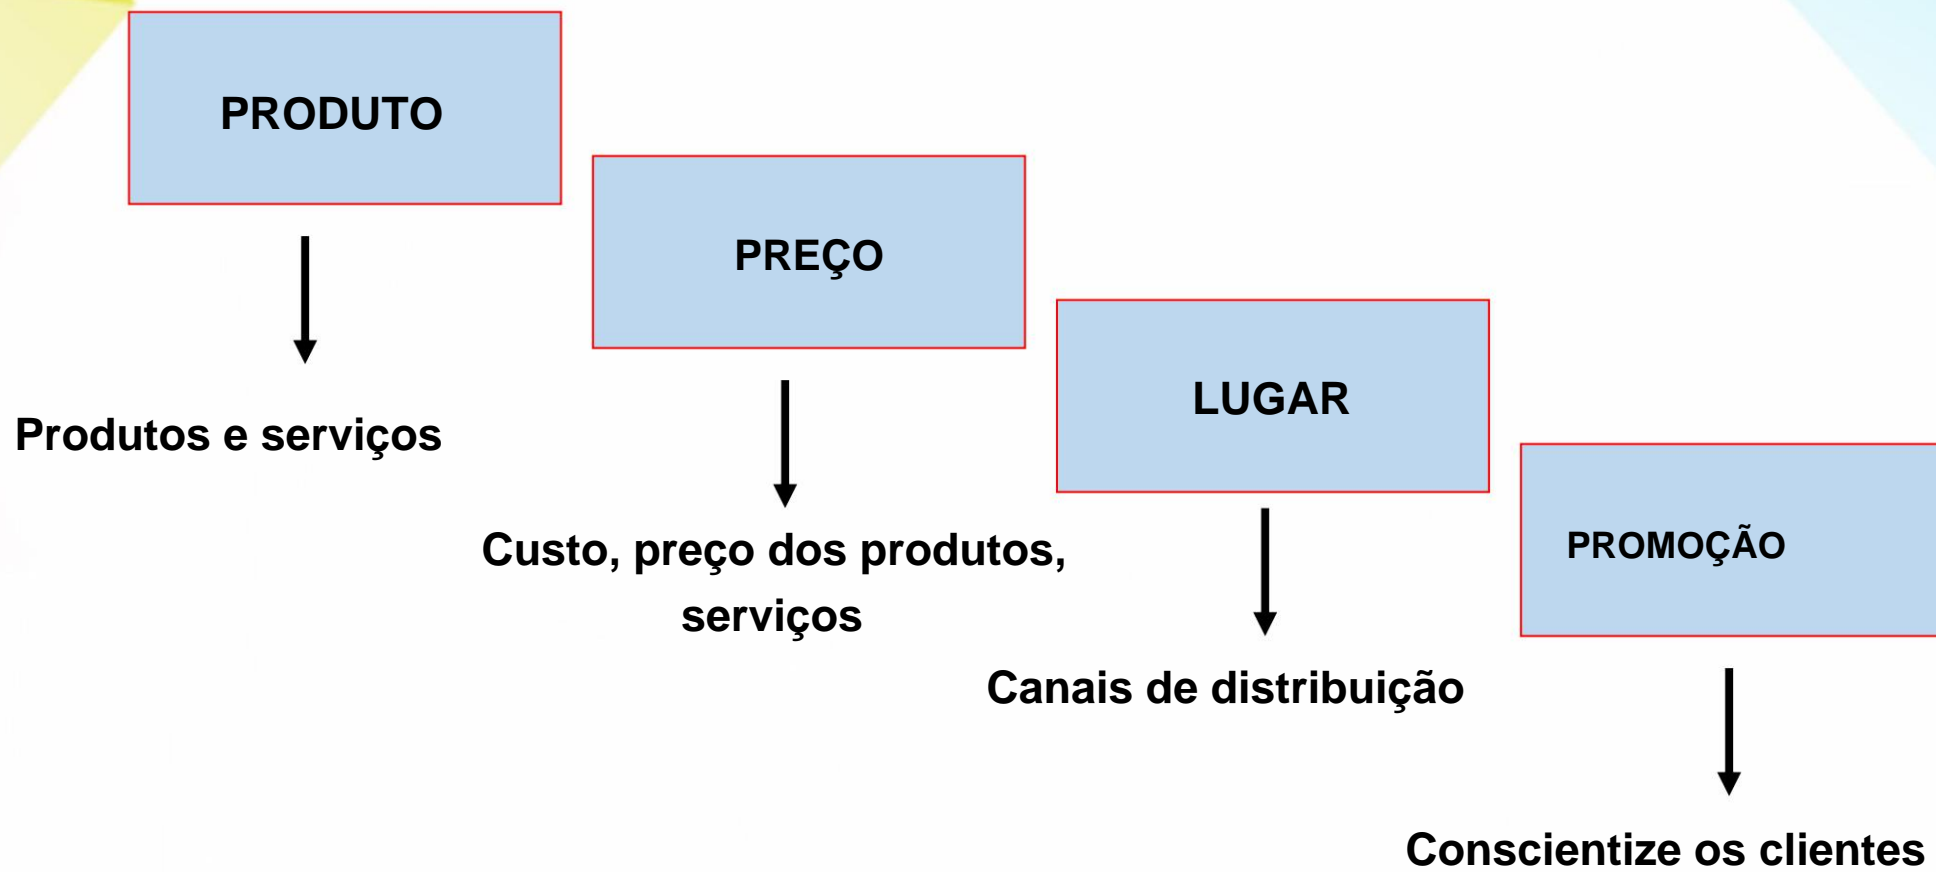 PRODUTO
Produtos e serviços
PREÇO
Custo, preço dos produtos,
serviços
LUGAR
Canais de distribuição
PROMOÇÃO
Conscientize os clientes